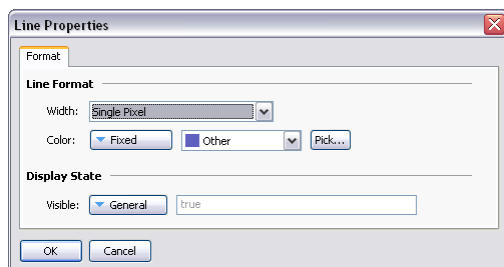 Line Properties
Format
Line Format
Width: Single Pixel
Color: Fixed Other Pick...
Display State
Visible: General true
OK Cancel